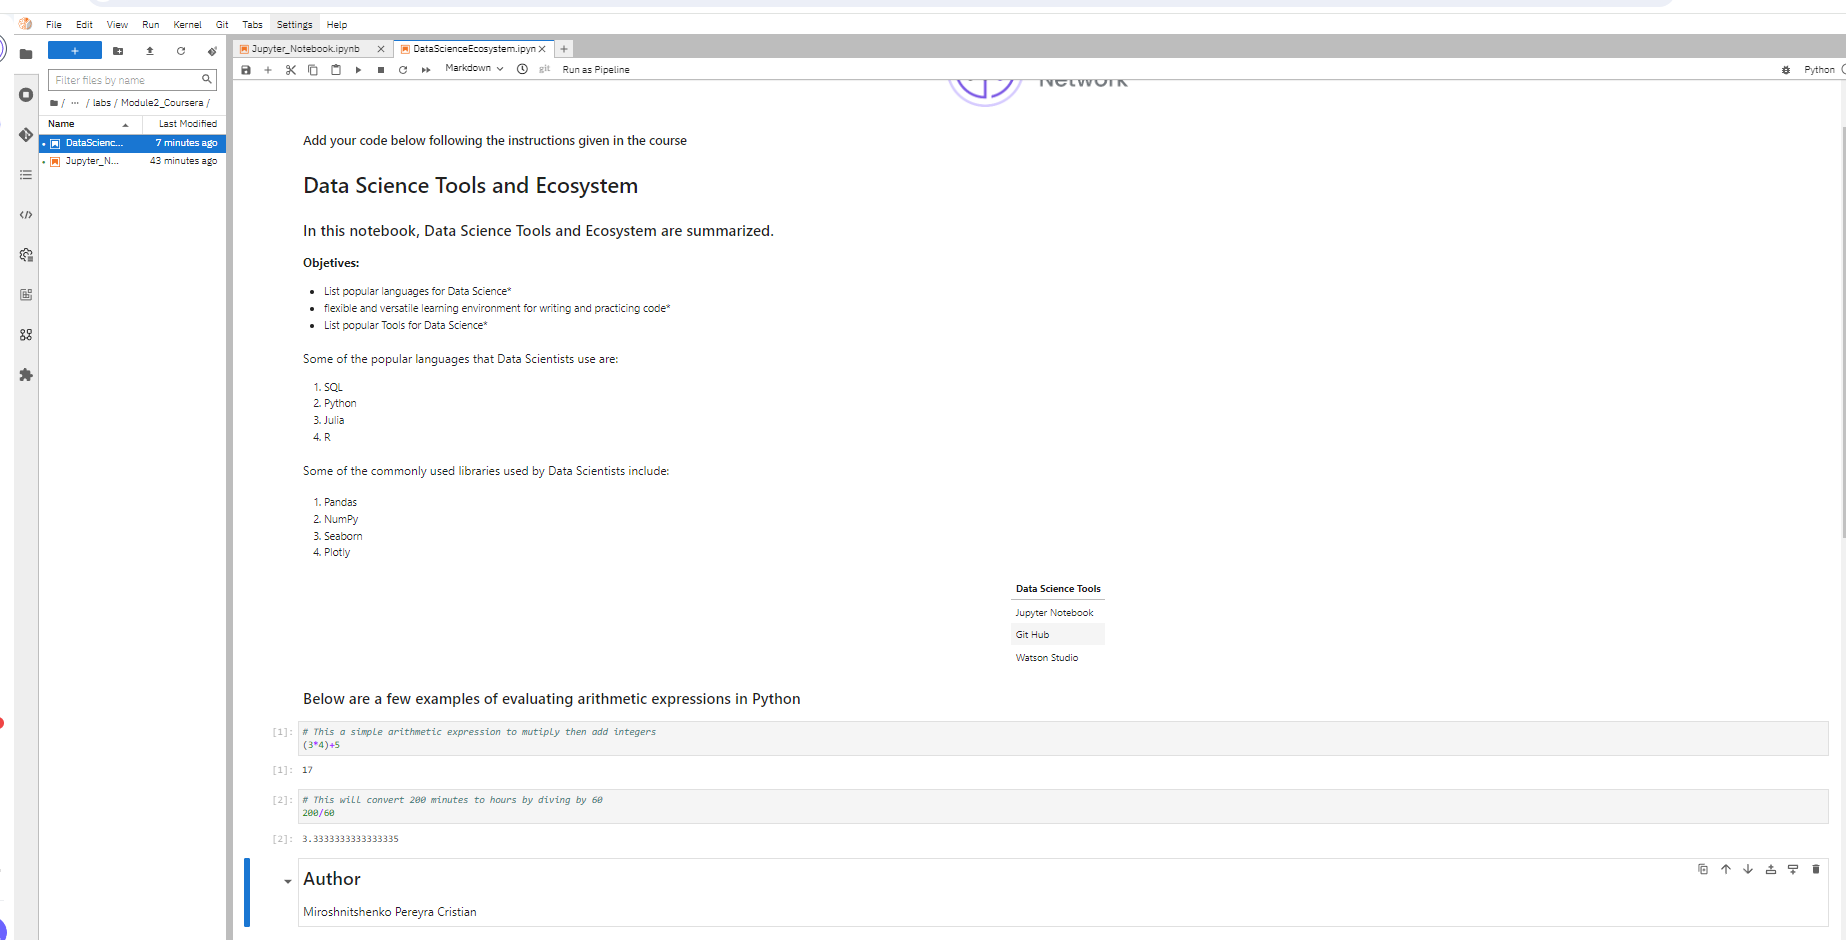 File Edit View Run Kernel Git Tabs Settings Help
Jupyter_Notebook.ipynb DataScienceEcosystem.ipyn
Markdown git Run as Pipeline Python
Filter files by name
/ ··· / labs / Module2_Coursera /
Name Last Modified
DataScienc... 7 minutes ago
Jupyter_N... 43 minutes ago
Network
Add your code below following the instructions given in the course
Data Science Tools and Ecosystem
In this notebook, Data Science Tools and Ecosystem are summarized.
Objetives:
• List popular languages for Data Science*
• flexible and versatile learning environment for writing and practicing code*
• List popular Tools for Data Science*
Some of the popular languages that Data Scientists use are:
1. SQL
2. Python
3. Julia
4. R
Some of the commonly used libraries used by Data Scientists include:
1. Pandas
2. NumPy
3. Seaborn
4. Plotly
Data Science Tools
Jupyter Notebook
Git Hub
Watson Studio
Below are a few examples of evaluating arithmetic expressions in Python
[1]: # This a simple arithmetic expression to mutiply then add integers
(3*4)+5
[1]: 17
[2]: # This will convert 200 minutes to hours by diving by 60
200/60
[2]: 3.3333333333333335
Author
Miroshnitshenko Pereyra Cristian